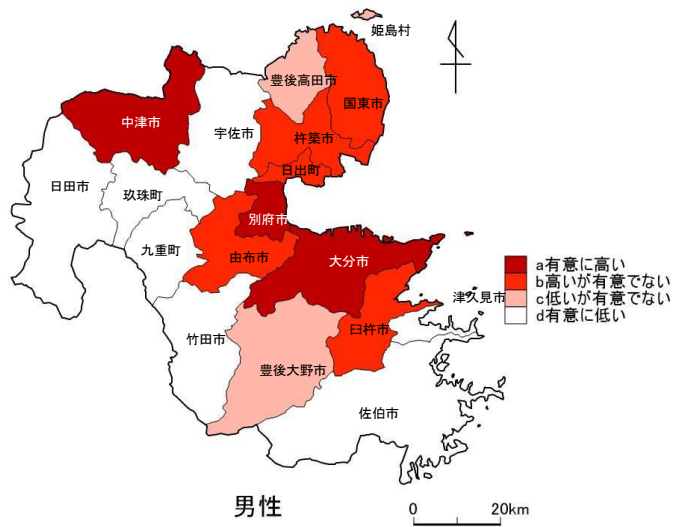 姫島村
豊後高田市
国東市
中津市
宇佐市
杵築市
日出町
日田市
玖珠町
別府市
九重町
由布市
大分市
a有意に高い
b高いが有意でない
c低いが有意でない
d有意に低い
津久見市
臼杵市
竹田市
豊後大野市
佐伯市
男性
0 20km